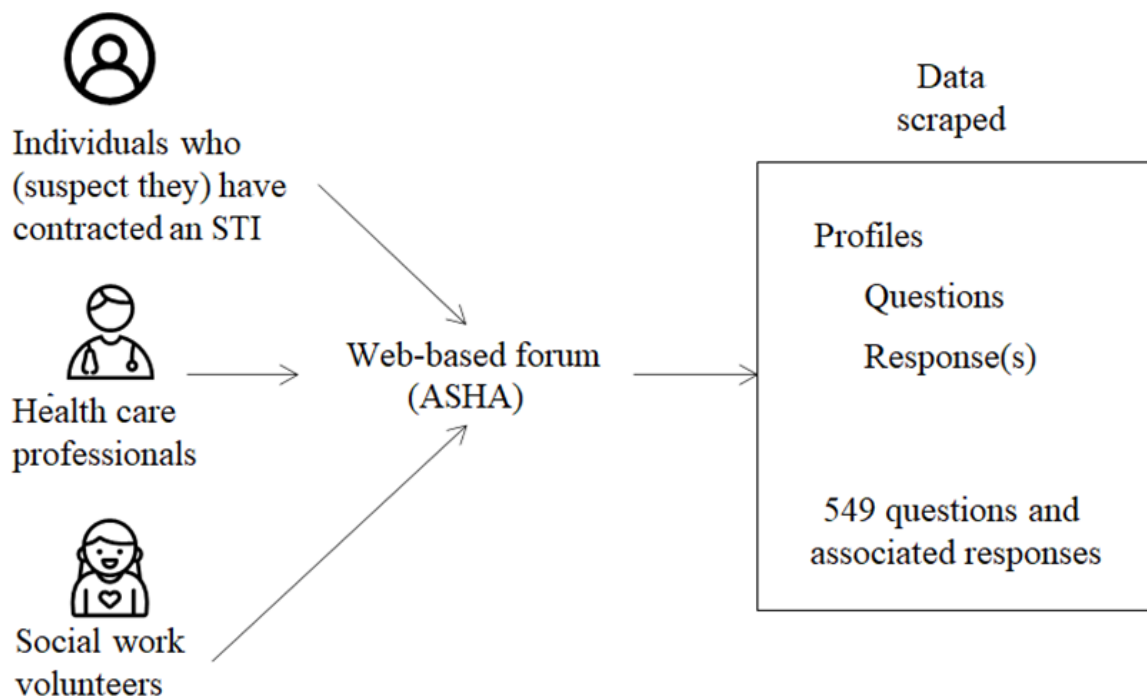 Individuals who
(suspect they) have
contracted an STI
Health care
professionals
Social work
volunteers
Web-based forum
(ASHA)
Data
scraped
Profiles
Questions
Response(s)
549 questions and
associated responses